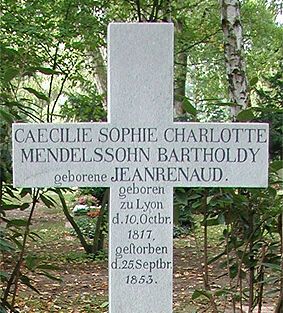 CAECILIE SOPHIE CHARLOTTE
MENDELSSOHN BARTHOLDY
geborene JEANRENAUD.
geboren
zu Lyon
d. 10. Octbr.
1817.
gestorben
d. 25. Septbr.
1853.